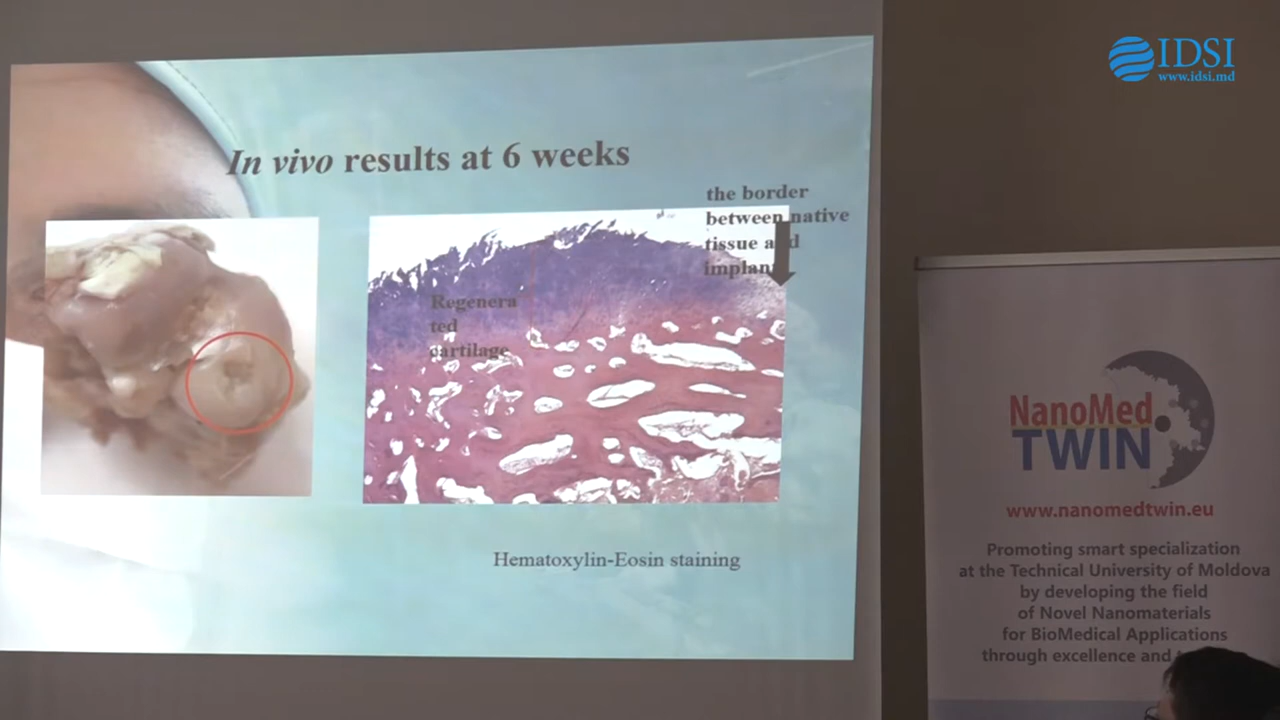 IDSI
www.idsi.md
In vivo results at 6 weeks
the border
between native
tissue and
implant
Regenera
ted
cartilage
Hematoxylin-Eosin staining
NanoMed
TWIN
www.nanomedtwin.eu
Promoting smart specialization
at the Technical University of Moldova
by developing the field
of Novel Nanomaterials
for BioMedical Applications
through excellence and